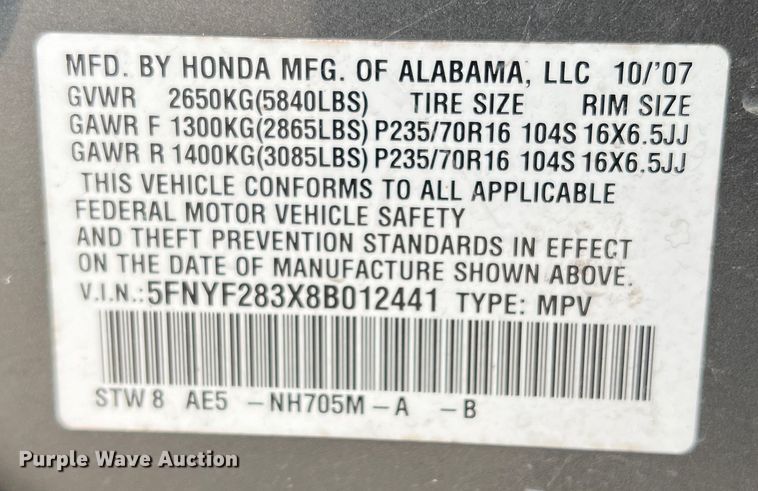 MFD. BY HONDA MFG. OF ALABAMA, LLC 10/'07
GVWR 2650KG(5840LBS) TIRE SIZE RIM SIZE
GAWR F 1300KG(2865LBS) P235/70R16 104S 16X6.5JJ
GAWR R 1400KG(3085LBS) P235/70R16 104S 16X6.5JJ
THIS VEHICLE CONFORMS TO ALL APPLICABLE
FEDERAL MOTOR VEHICLE SAFETY
AND THEFT PREVENTION STANDARDS IN EFFECT
ON THE DATE OF MANUFACTURE SHOWN ABOVE.
V.I.N.:5FNYF283X8B012441 TYPE: MPV
STW 8 AE5 -NH705M-A -B
Purple Wave Auction